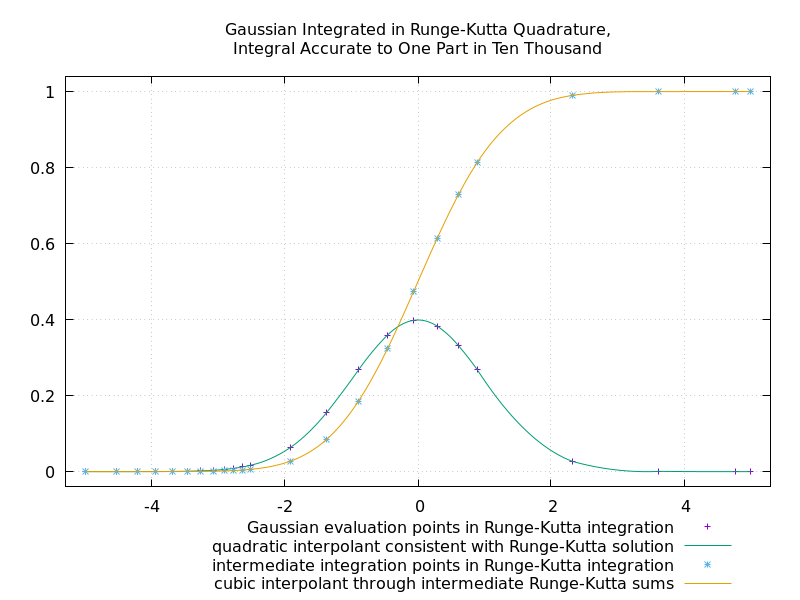 Gaussian Integrated in Runge-Kutta Quadrature,
Integral Accurate to One Part in Ten Thousand
1
0.8
0.6
0.4
0.2
0
-4 -2 0 2 4
Gaussian evaluation points in Runge-Kutta integration
quadratic interpolant consistent with Runge-Kutta solution
intermediate integration points in Runge-Kutta integration
cubic interpolant through intermediate Runge-Kutta sums